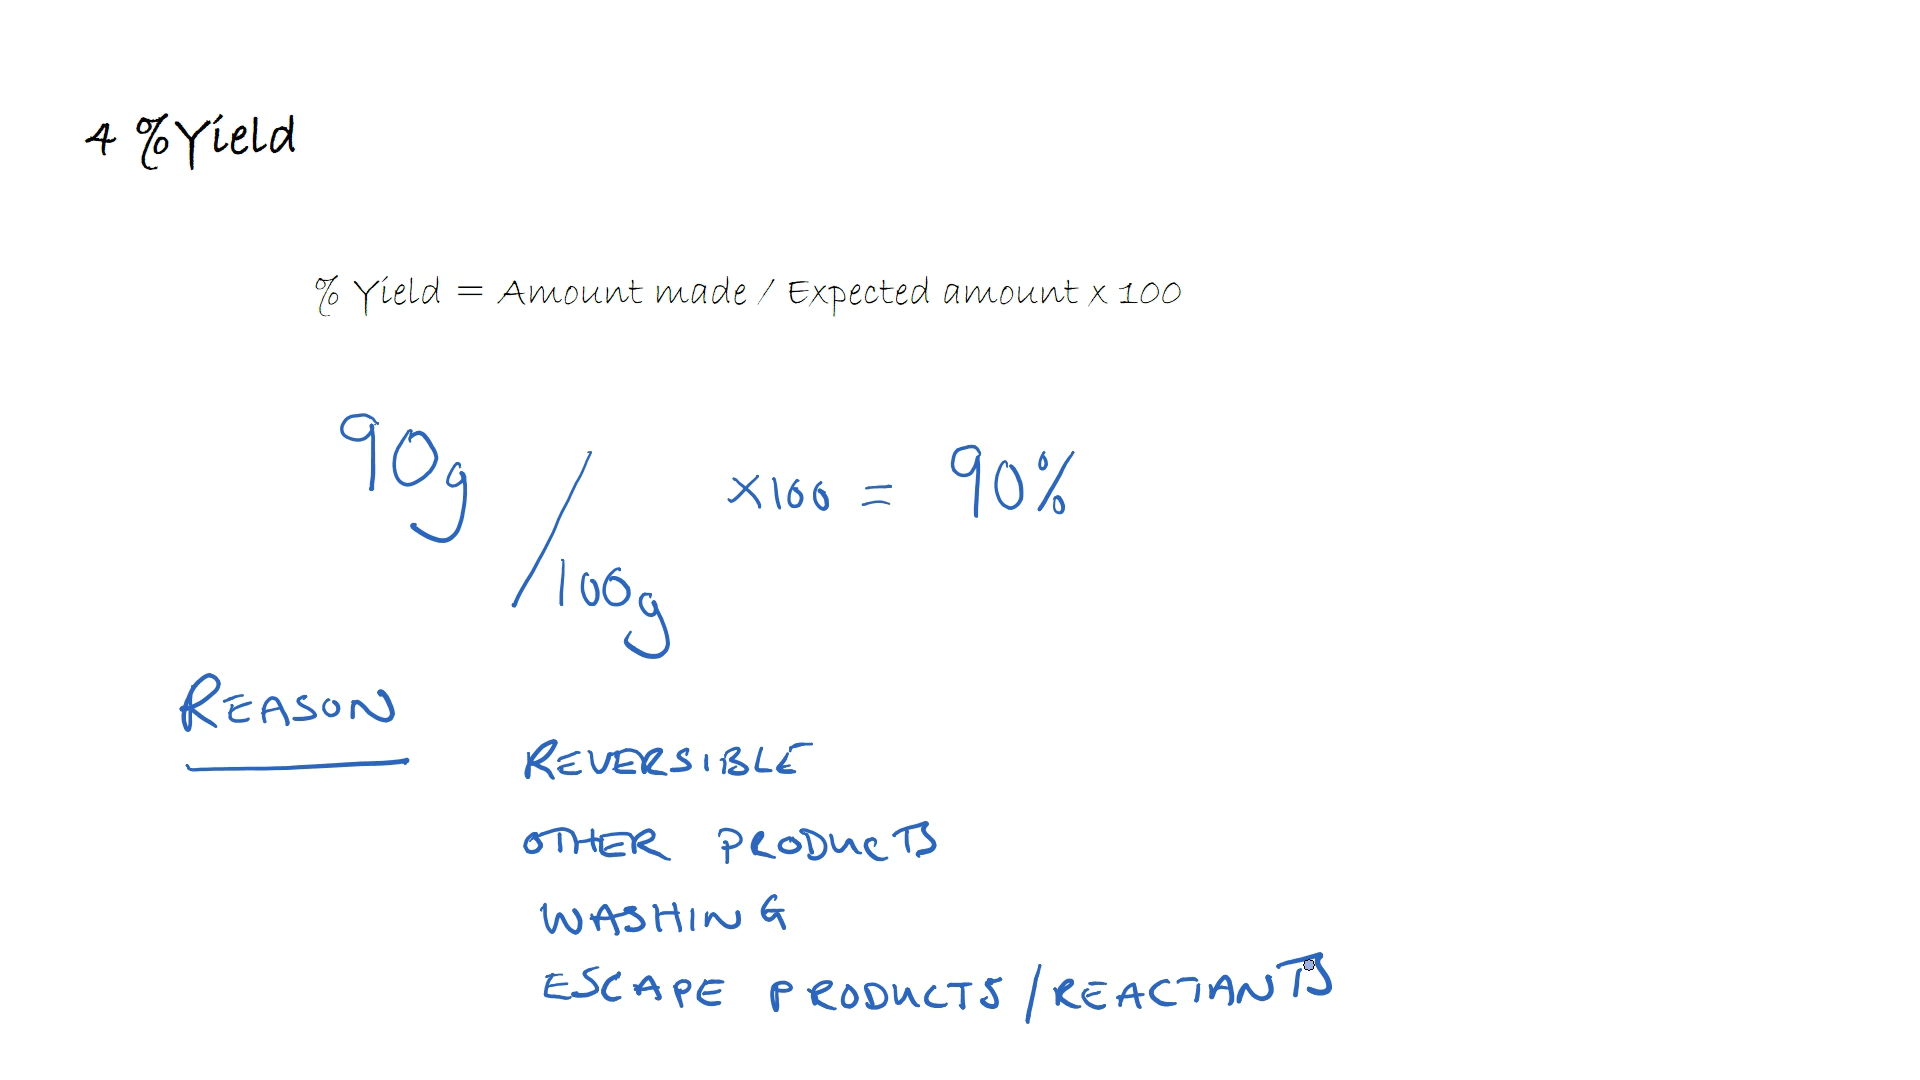 4 %Yield
% Yield = Amount made / Expected amount x 100
90g / 100g x100 = 90%
REASON
REVERSIBLE
OTHER PRODUCTS
WASHING
ESCAPE PRODUCTS / REACTANTS